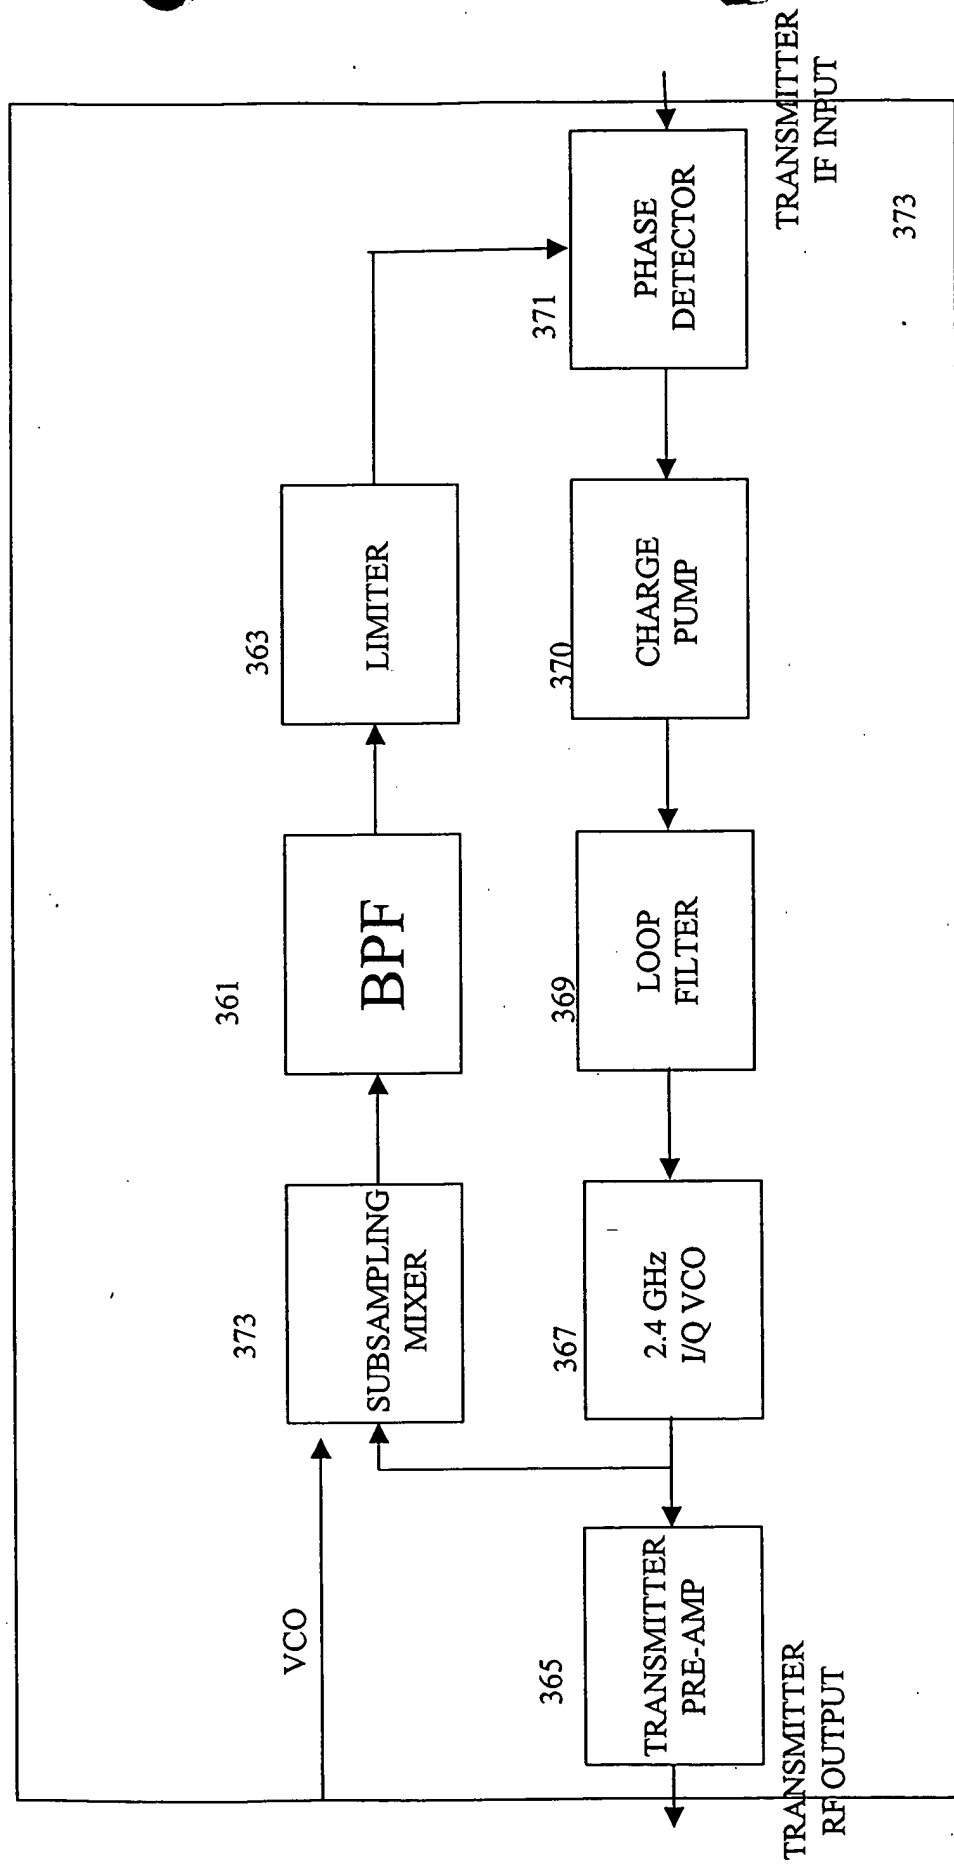 VCO
373
SUBSAMPLING
MIXER
361
BPF
363
LIMITER
365
TRANSMITTER
PRE-AMP
367
2.4 GHz
I/Q VCO
369
LOOP
FILTER
370
CHARGE
PUMP
371
PHASE
DETECTOR
TRANSMITTER
RF OUTPUT
TRANSMITTER
IF INPUT
373